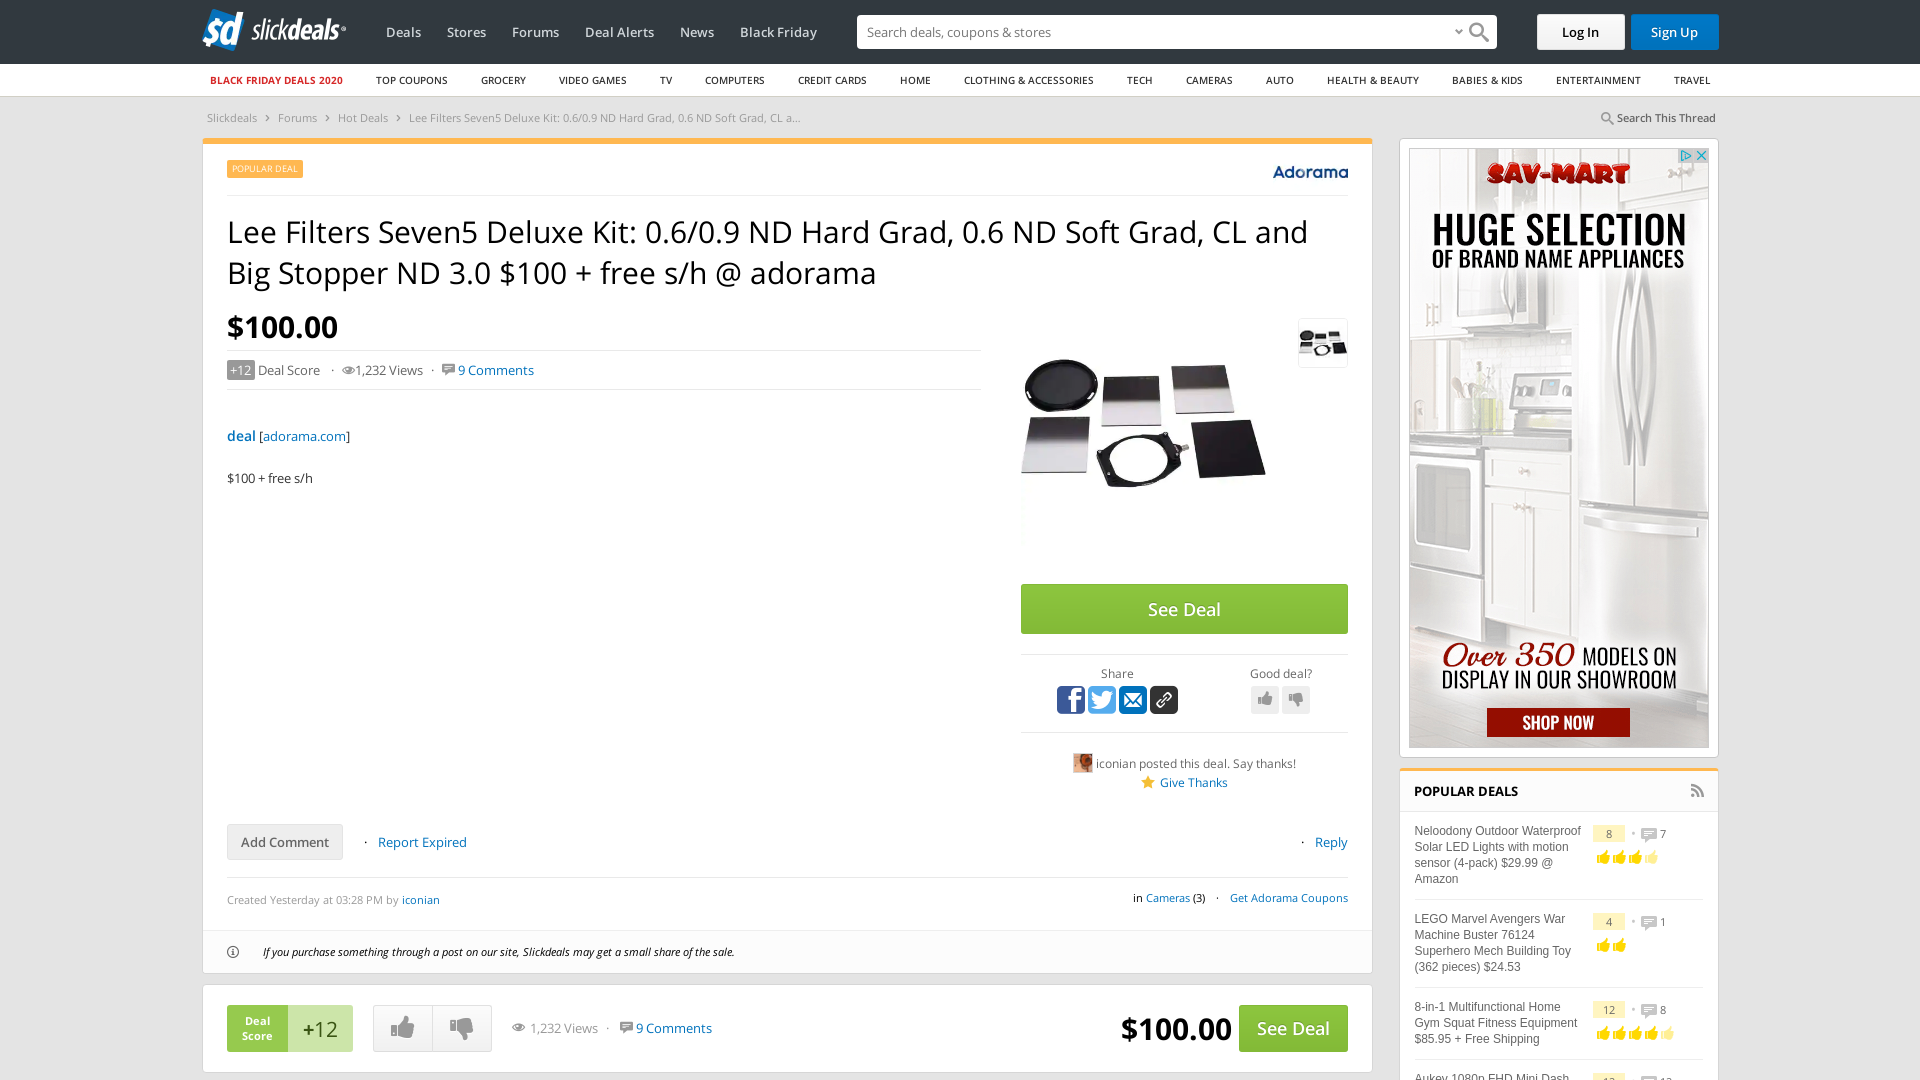 slickdeals
Deals
Stores
Forums
Deal Alerts
News
Black Friday
Search deals, coupons & stores
Log In
Sign Up
BLACK FRIDAY DEALS 2020
TOP COUPONS
GROCERY
VIDEO GAMES
TV
COMPUTERS
CREDIT CARDS
HOME
CLOTHING & ACCESSORIES
TECH
CAMERAS
AUTO
HEALTH & BEAUTY
BABIES & KIDS
ENTERTAINMENT
TRAVEL
Slickdeals › Forums › Hot Deals › Lee Filters Seven5 Deluxe Kit: 0.6/0.9 ND Hard Grad, 0.6 ND Soft Grad, CL a...
Search This Thread
POPULAR DEAL
Adorama
Lee Filters Seven5 Deluxe Kit: 0.6/0.9 ND Hard Grad, 0.6 ND Soft Grad, CL and
Big Stopper ND 3.0 $100 + free s/h @ adorama
$100.00
+12 Deal Score · 1,232 Views · 9 Comments
deal [adorama.com]
$100 + free s/h
See Deal
Share
Good deal?
iconian posted this deal. Say thanks!
Give Thanks
Add Comment · Report Expired
· Reply
Created Yesterday at 03:28 PM by iconian
in Cameras (3) · Get Adorama Coupons
If you purchase something through a post on our site, Slickdeals may get a small share of the sale.
Deal
Score
+12
1,232 Views · 9 Comments
$100.00
See Deal
SAV-MART
HUGE SELECTION
OF BRAND NAME APPLIANCES
Over 350 MODELS ON
DISPLAY IN OUR SHOWROOM
SHOP NOW
POPULAR DEALS
Neloodony Outdoor Waterproof
Solar LED Lights with motion
sensor (4-pack) $29.99 @
Amazon
8 • 7
LEGO Marvel Avengers War
Machine Buster 76124
Superhero Mech Building Toy
(362 pieces) $24.53
4 • 1
8-in-1 Multifunctional Home
Gym Squat Fitness Equipment
$85.95 + Free Shipping
12 • 8
Aukey 1080p FHD Mini Dash